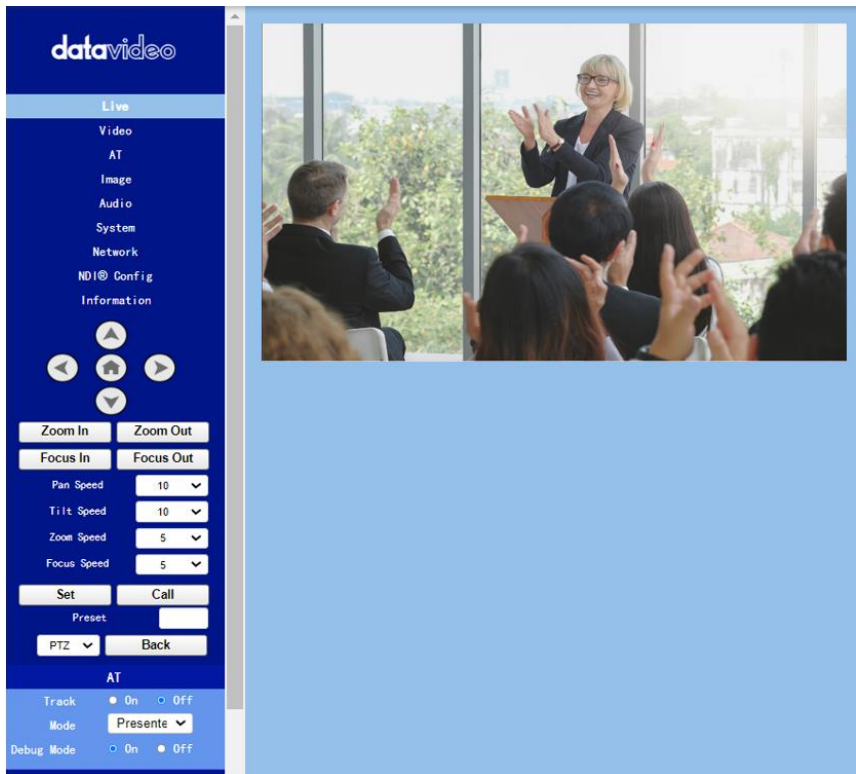 datavideo
Live
Video
AT
Image
Audio
System
Network
NDI® Config
Information
Zoom In Zoom Out
Focus In Focus Out
Pan Speed 10
Tilt Speed 10
Zoom Speed 5
Focus Speed 5
Set Call
Preset
PTZ Back
AT
Track On Off
Mode Presente
Debug Mode On Off